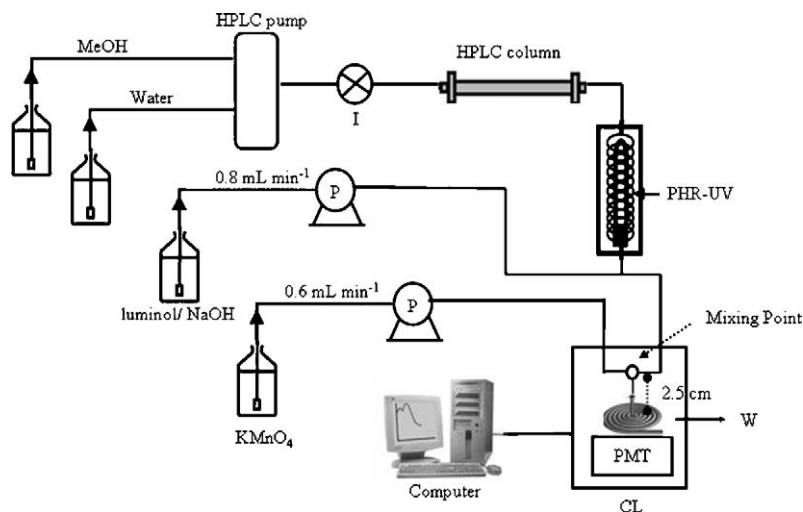 HPLC pump
MeOH
HPLC column
Water
I
0.8 mL min⁻¹
P
PHR-UV
luminol/ NaOH
0.6 mL min⁻¹
P
Mixing Point
2.5 cm
W
KMnO₄
PMT
Computer
CL